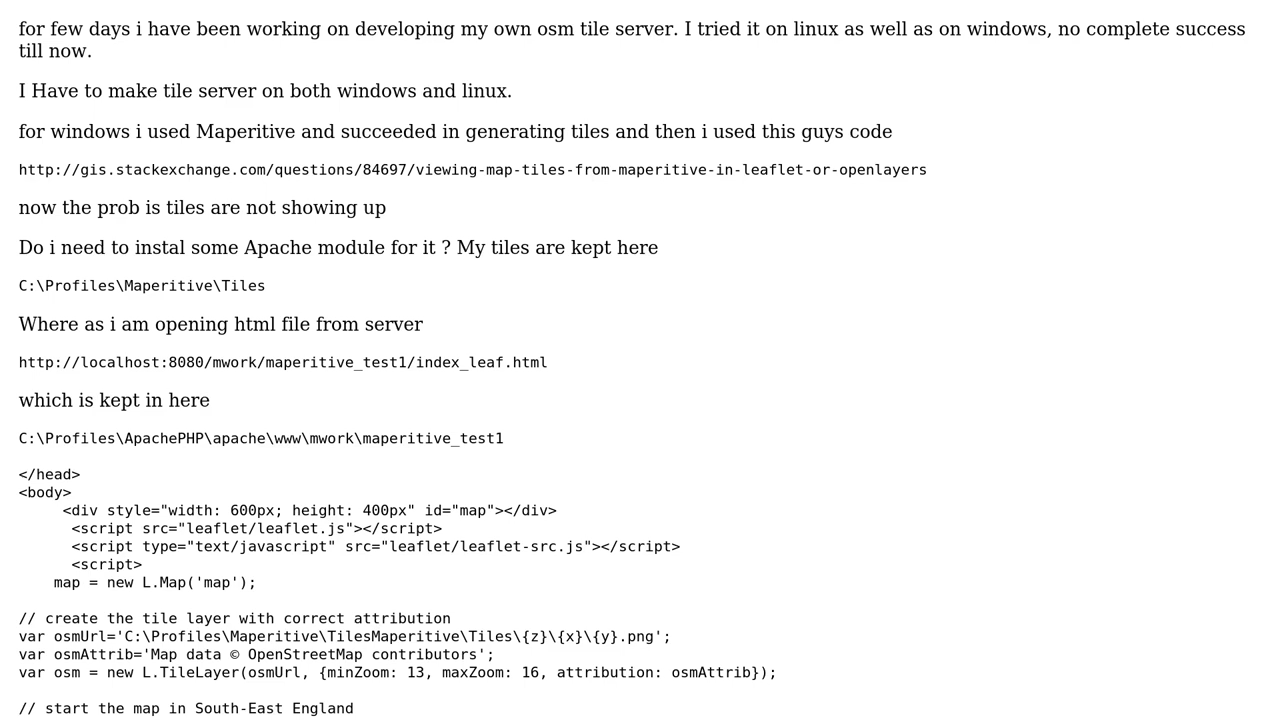 for few days i have been working on developing my own osm tile server. I tried it on linux as well as on windows, no complete success
till now.
I Have to make tile server on both windows and linux.
for windows i used Maperitive and succeeded in generating tiles and then i used this guys code
http://gis.stackexchange.com/questions/84697/viewing-map-tiles-from-maperitive-in-leaflet-or-openlayers
now the prob is tiles are not showing up
Do i need to instal some Apache module for it ? My tiles are kept here
C:\Profiles\Maperitive\Tiles
Where as i am opening html file from server
http://localhost:8080/mwork/maperitive_test1/index_leaf.html
which is kept in here
C:\Profiles\ApachePHP\apache\www\mwork\maperitive_test1
</head>
<body>
     <div style="width: 600px; height: 400px" id="map"></div>
      <script src="leaflet/leaflet.js"></script>
      <script type="text/javascript" src="leaflet/leaflet-src.js"></script>
      <script>
    map = new L.Map('map');
// create the tile layer with correct attribution
var osmUrl='C:\Profiles\Maperitive\TilesMaperitive\Tiles\{z}\{x}\{y}.png';
var osmAttrib='Map data © OpenStreetMap contributors';
var osm = new L.TileLayer(osmUrl, {minZoom: 13, maxZoom: 16, attribution: osmAttrib});
// start the map in South-East England